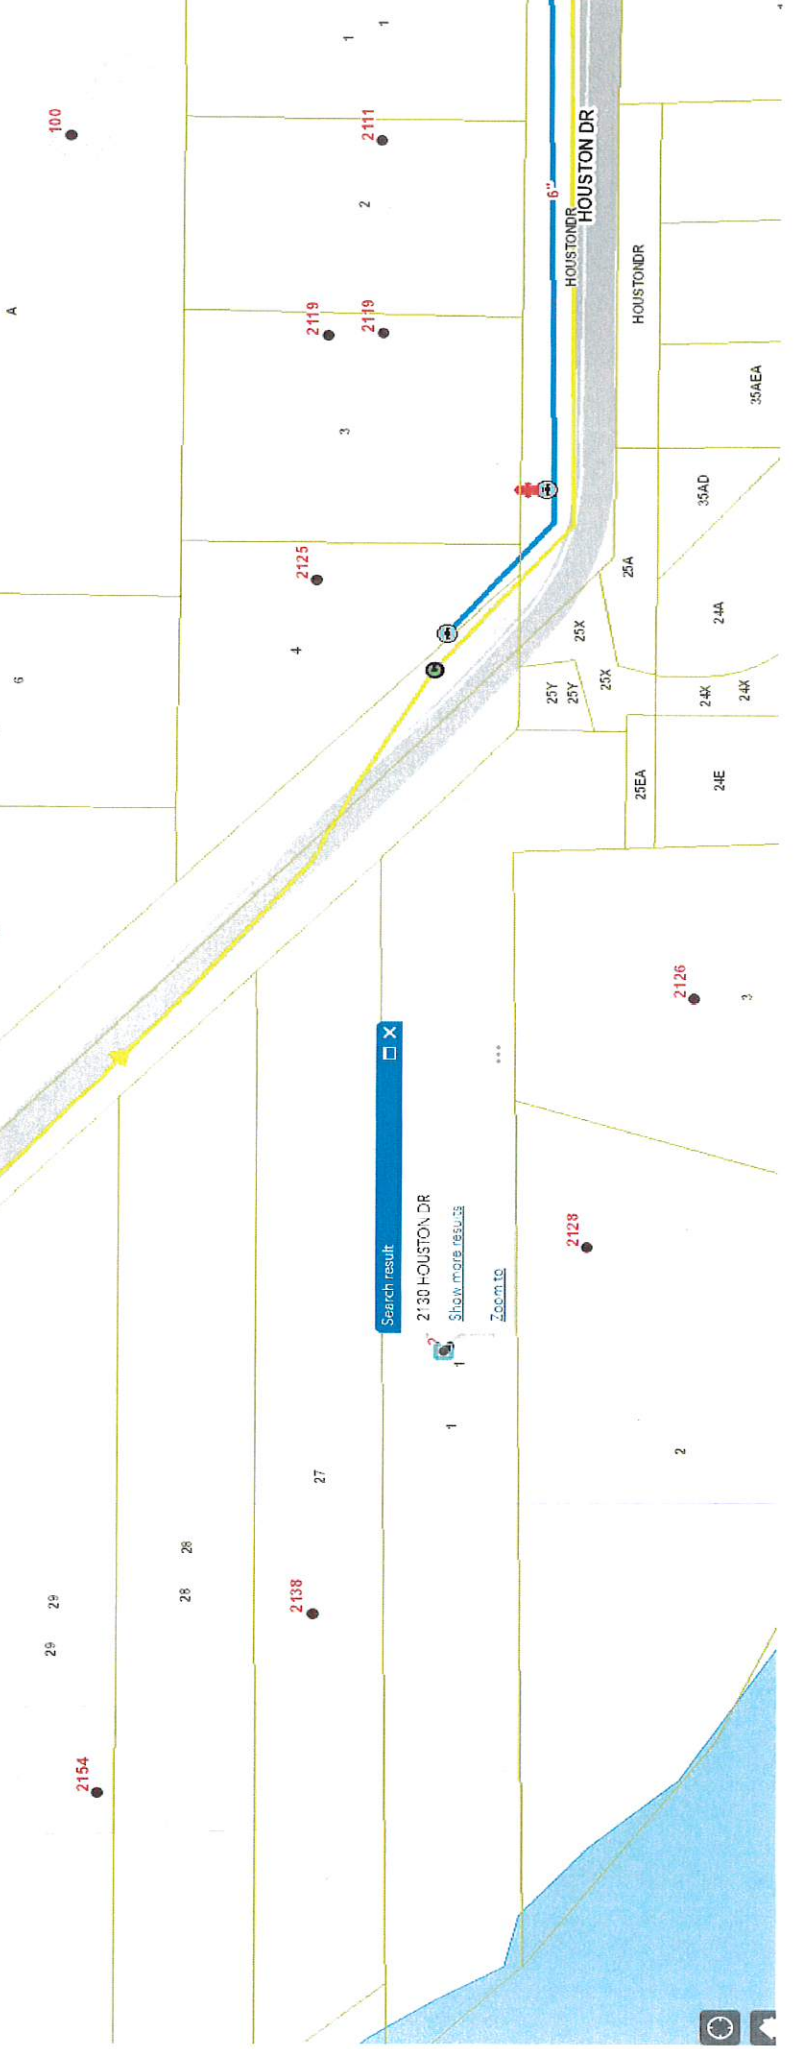 100
1
1
2111
2
A
6"
HOUSTONDR
HOUSTON DR
HOUSTONDR
2119
2119
3
35AEA
35AD
2125
4
6
25A
24A
25X
25Y
25Y
25X
24X
24X
25EA
24E
2126
3
Search result
2130 HOUSTON DR
Show more results
Zoom to
2128
1
1
2
27
28
28
29
29
2138
2154